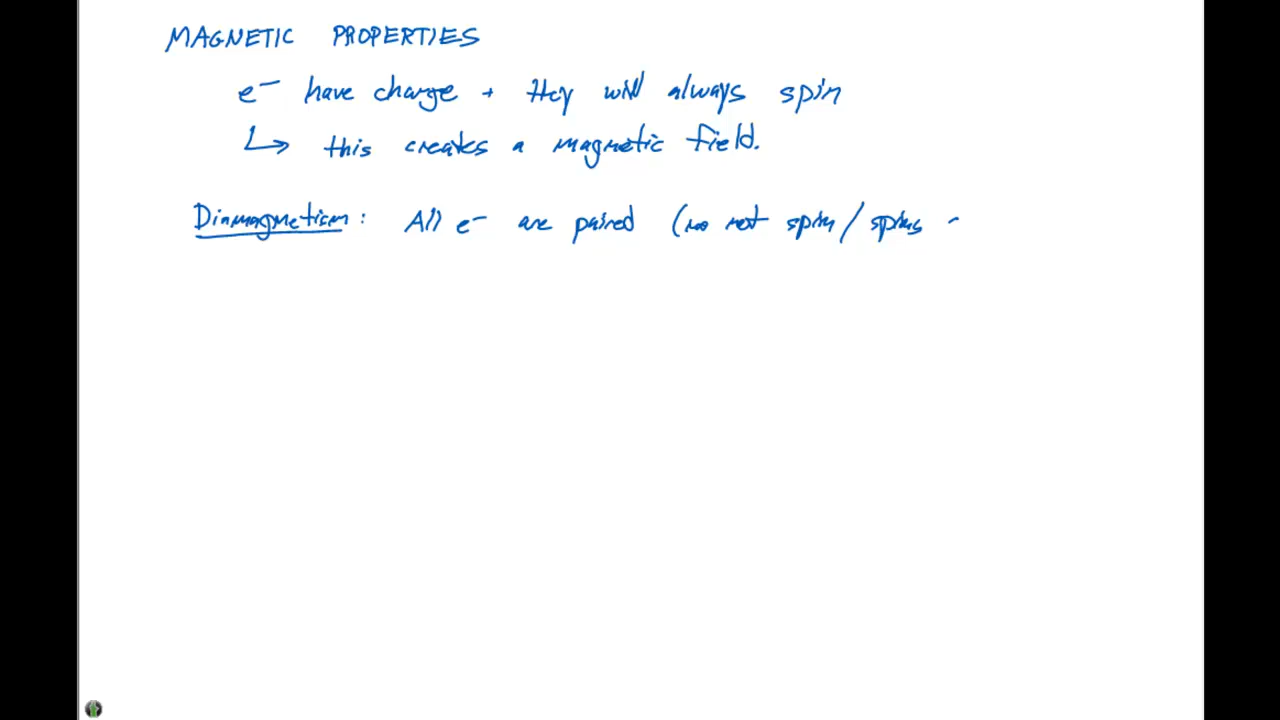 MAGNETIC PROPERTIES
e⁻ have charge + they will always spin
↳ this creates a magnetic field.
Diamagnetism: All e⁻ are paired (no net spin/spins